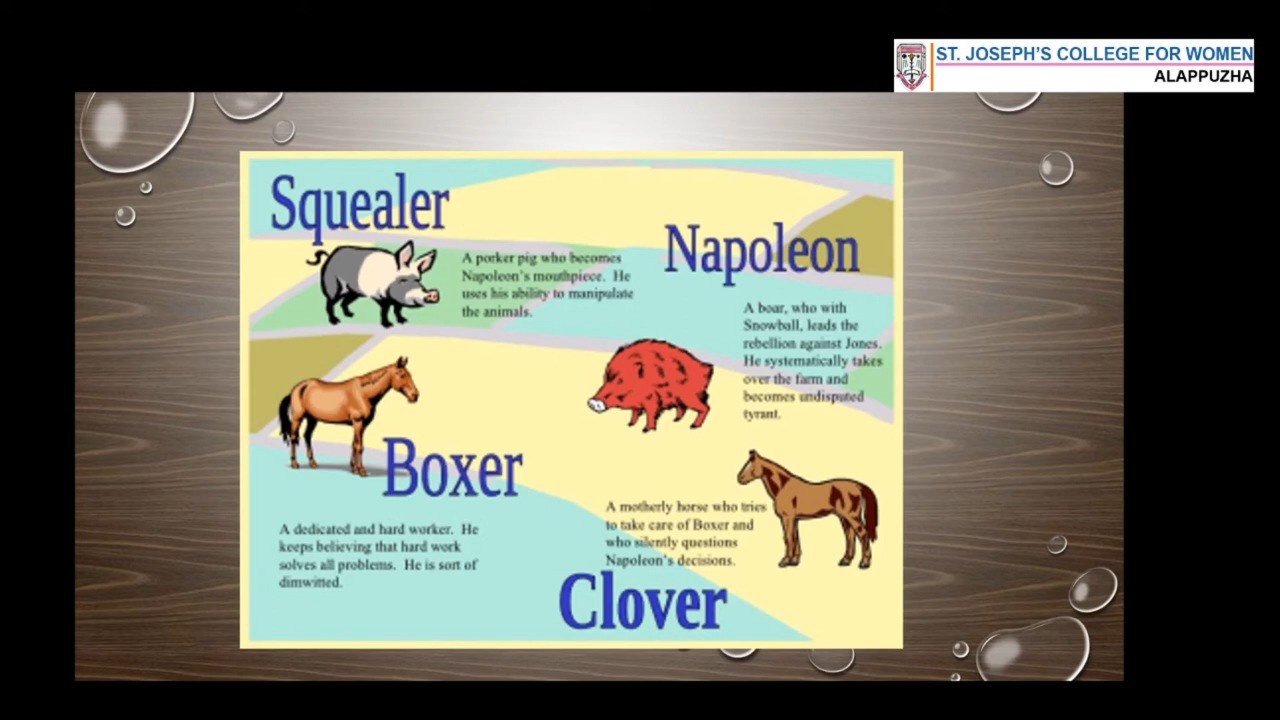 ST. JOSEPH'S COLLEGE FOR WOMEN
ALAPPUZHA
Squealer
A porker pig who becomes
Napoleon's mouthpiece. He
uses his ability to manipulate
the animals.
Napoleon
A boar, who with
Snowball, leads the
rebellion against Jones.
He systematically takes
over the farm and
becomes undisputed
tyrant.
Boxer
A dedicated and hard worker. He
keeps believing that hard work
solves all problems. He is sort of
dimwitted.
A motherly horse who tries
to take care of Boxer and
who silently questions
Napoleon's decisions.
Clover